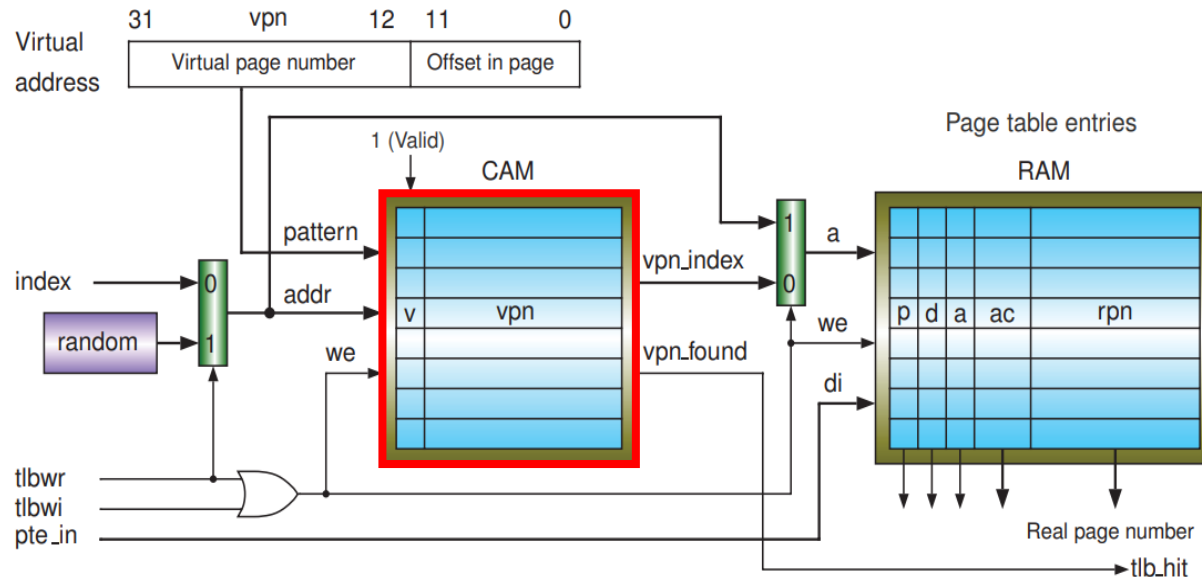 31 vpn 12 11 0
Virtual address
Virtual page number
Offset in page
1 (Valid)
CAM
Page table entries
RAM
pattern
index
0
1
random
addr
we
v
vpn
vpn_index
vpn_found
1
0
a
we
di
p d a ac rpn
tlbwr
tlbwi
pte_in
Real page number
tlb_hit